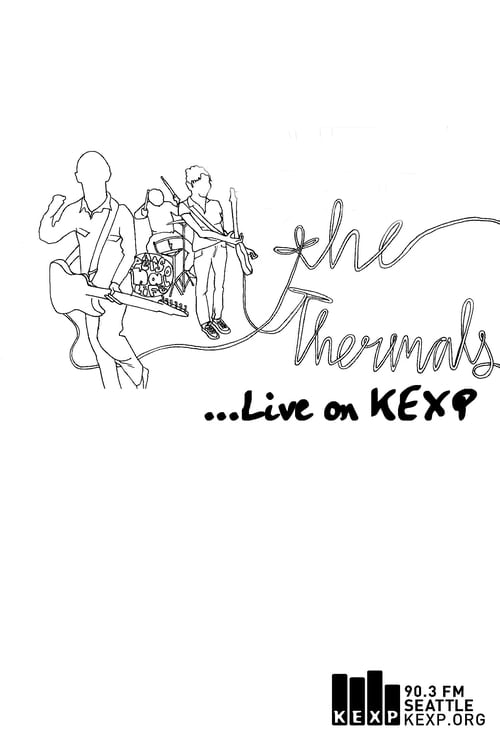 the
Thermals
...Live on KEXP
KEXP
90.3 FM
SEATTLE
KEXP.ORG